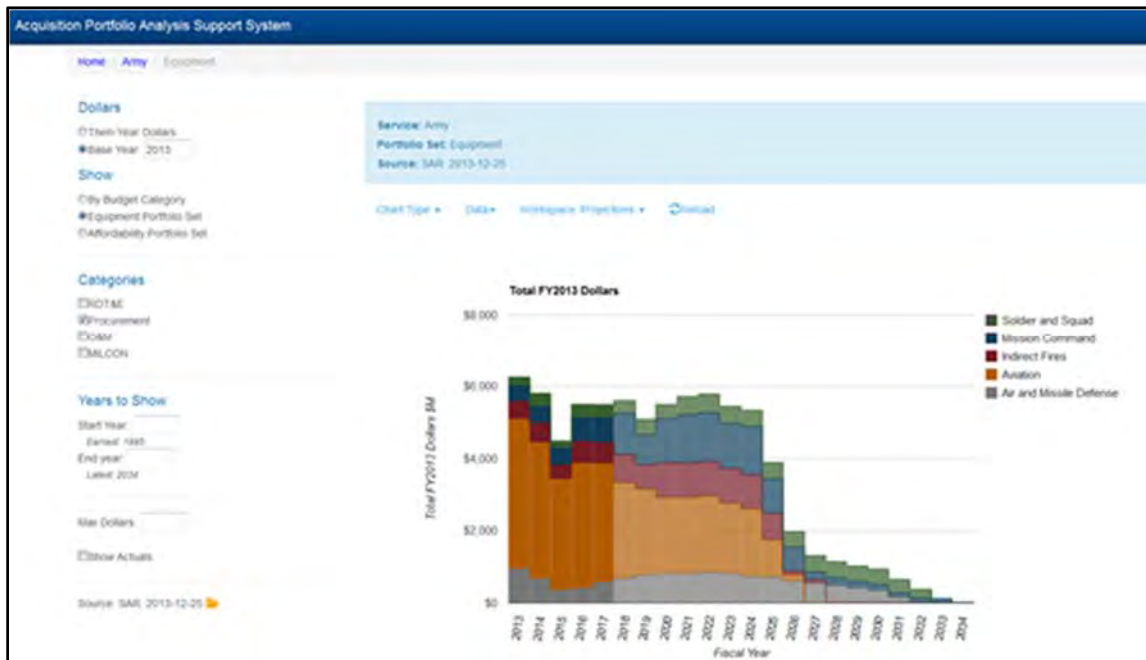 Acquisition Portfolio Analysis Support System
Home Army Equipment
Dollars
Then Year Dollars
Base Year: 2013
Show
By Budget Category
Equipment Portfolio Set
Affordability Portfolio Set
Categories
RDT&E
Procurement
O&M
MILCON
Years to Show
Start Year:
Earliest: 1995
End year:
Latest: 2034
Max Dollars:
Show Actuals
Source: SAR: 2013-12-25
Service: Army
Portfolio Set: Equipment
Source: SAR: 2013-12-25
Chart Type Data Workspace Projections Reload
Total FY2013 Dollars
$8,000
$6,000
$4,000
$2,000
$0
Total FY2013 Dollars $M
2013 2014 2015 2016 2017 2018 2019 2020 2021 2022 2023 2024 2025 2026 2027 2028 2029 2030 2031 2032 2033 2034
Fiscal Year
Soldier and Squad
Mission Command
Indirect Fires
Aviation
Air and Missile Defense